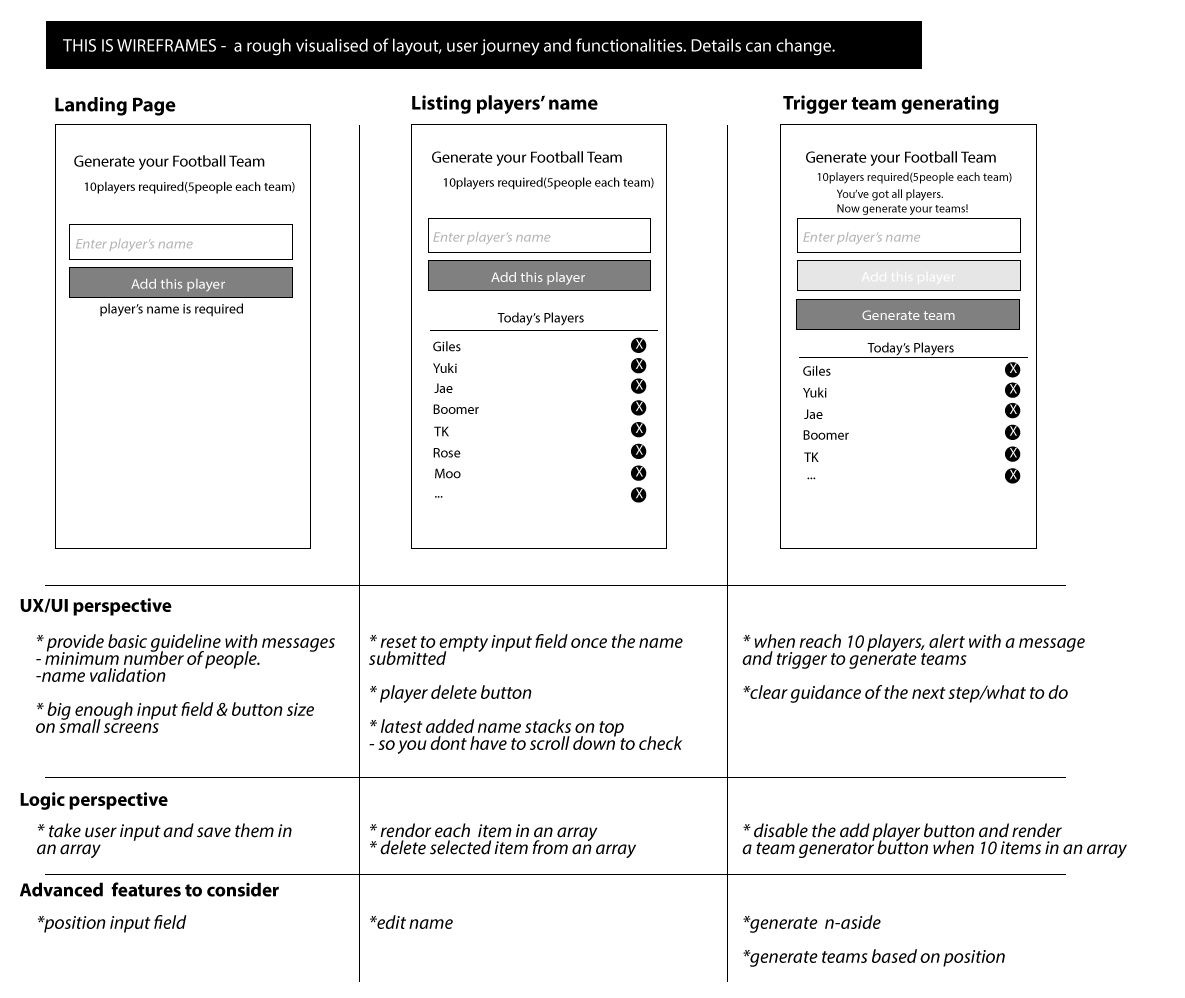 THIS IS WIREFRAMES - a rough visualised of layout, user journey and functionalities. Details can change.
Landing Page
Generate your Football Team
10players required(5people each team)
Enter player's name
Add this player
player's name is required
Listing players' name
Generate your Football Team
10players required(5people each team)
Enter player's name
Add this player
Today's Players
Giles X
Yuki X
Jae X
Boomer X
TK X
Rose X
Moo X
... X
Trigger team generating
Generate your Football Team
10players required(5people each team)
You've got all players.
Now generate your teams!
Enter player's name
Add this player
Generate team
Today's Players
Giles X
Yuki X
Jae X
Boomer X
TK X
... X
UX/UI perspective
* provide basic guideline with messages
- minimum number of people.
-name validation
* big enough input field & button size
on small screens
* reset to empty input field once the name
submitted
* player delete button
* latest added name stacks on top
- so you dont have to scroll down to check
* when reach 10 players, alert with a message
and trigger to generate teams
*clear guidance of the next step/what to do
Logic perspective
* take user input and save them in
an array
* rendor each item in an array
* delete selected item from an array
* disable the add player button and render
a team generator button when 10 items in an array
Advanced features to consider
*position input field
*edit name
*generate n-aside
*generate teams based on position